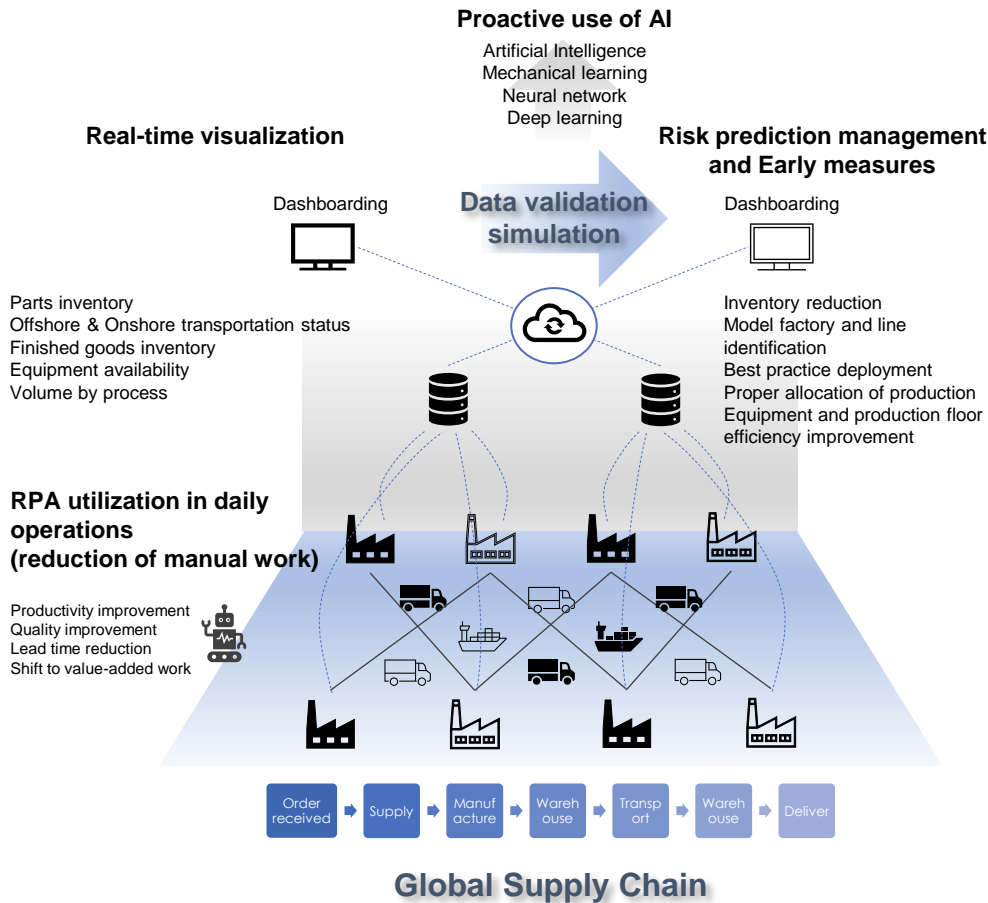 Proactive use of AI
Artificial Intelligence
Mechanical learning
Neural network
Deep learning
Real-time visualization
Risk prediction management
and Early measures
Dashboarding
Data validation
simulation
Dashboarding
Parts inventory
Offshore & Onshore transportation status
Finished goods inventory
Equipment availability
Volume by process
Inventory reduction
Model factory and line
identification
Best practice deployment
Proper allocation of production
Equipment and production floor
efficiency improvement
RPA utilization in daily
operations
(reduction of manual work)
Productivity improvement
Quality improvement
Lead time reduction
Shift to value-added work
Order
received
Supply
Manuf
acture
Wareh
ouse
Transp
ort
Wareh
ouse
Deliver
Global Supply Chain